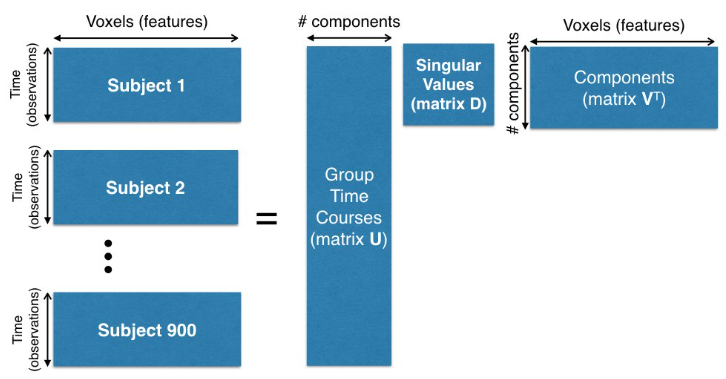 Voxels (features)
Time
(observations)
Subject 1
Time
(observations)
Subject 2
Time
(observations)
Subject 900
=
# components
Group
Time
Courses
(matrix U)
Singular
Values
(matrix D)
# components
Voxels (features)
Components
(matrix Vᵀ)